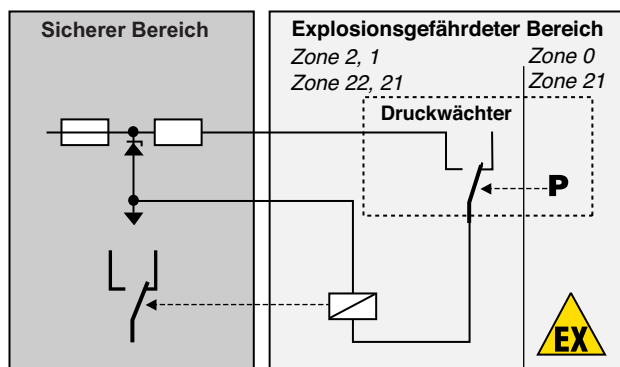 Sicherer Bereich
Explosionsgefährdeter Bereich
Zone 2, 1
Zone 22, 21
Zone 0
Zone 21
Druckwächter
P
EX